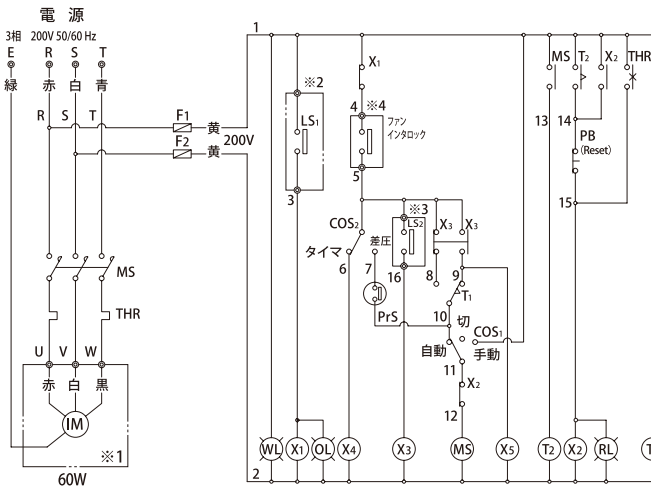 電源
3相 200V 50/60 Hz
E R S T
緑 赤 白 青
R S T
F1 黄
F2 黄 200V
MS
THR
U V W
赤 白 黒
IM
※1
60W
1
※2
LS1
3
X1
4 ※4
ファン
インタロック
5
COS2
タイマ
6
差圧
7
PrS
※3
LS2
16
X3 X3
8 9
T1
10 切
COS1
自動 手動
11
X2
12
MS T2 X2 THR
13 14
PB
(Reset)
15
WL X1 OL X4 X3 MS X5 T2 X2 RL
2